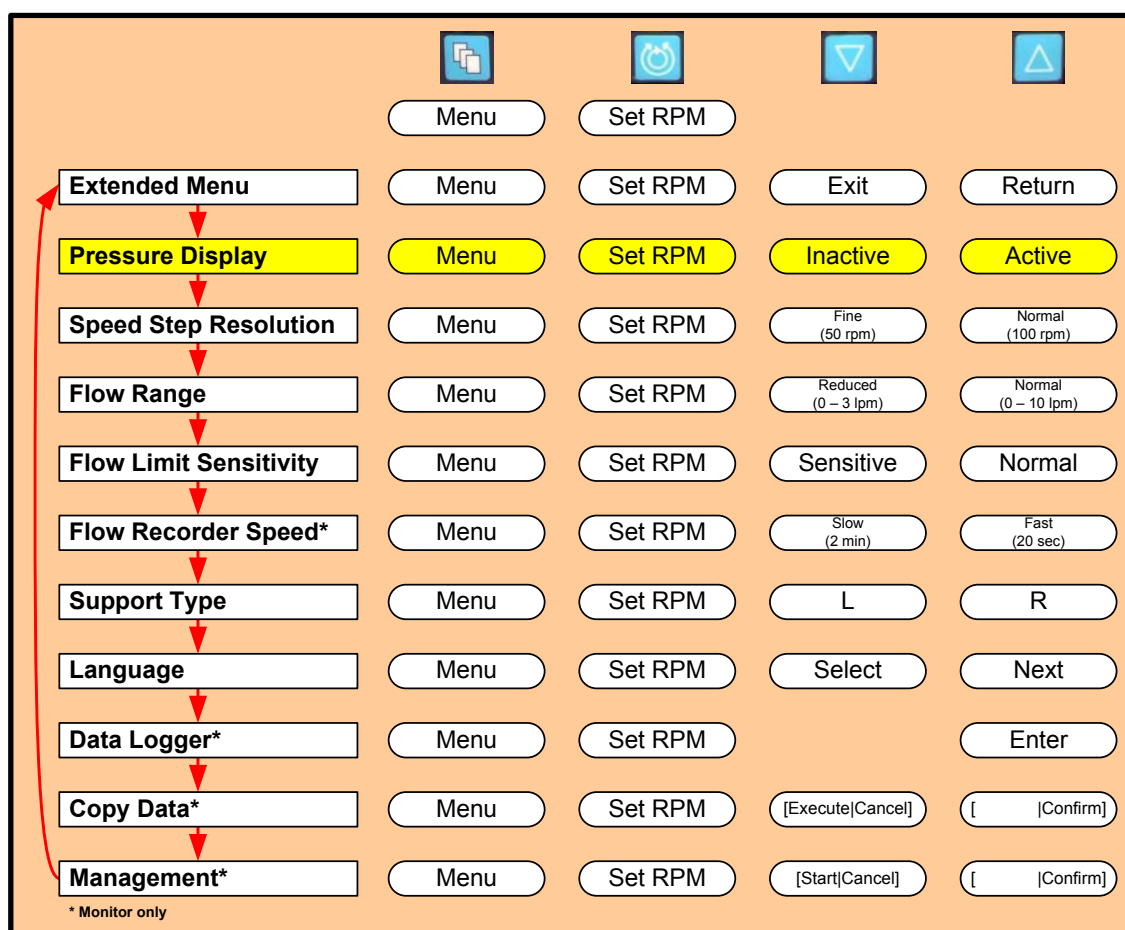 Menu Set RPM
Extended Menu Menu Set RPM Exit Return
Pressure Display Menu Set RPM Inactive Active
Speed Step Resolution Menu Set RPM Fine (50 rpm) Normal (100 rpm)
Flow Range Menu Set RPM Reduced (0 – 3 lpm) Normal (0 – 10 lpm)
Flow Limit Sensitivity Menu Set RPM Sensitive Normal
Flow Recorder Speed* Menu Set RPM Slow (2 min) Fast (20 sec)
Support Type Menu Set RPM L R
Language Menu Set RPM Select Next
Data Logger* Menu Set RPM Enter
Copy Data* Menu Set RPM [Execute|Cancel] [ |Confirm]
Management* Menu Set RPM [Start|Cancel] [ |Confirm]
* Monitor only